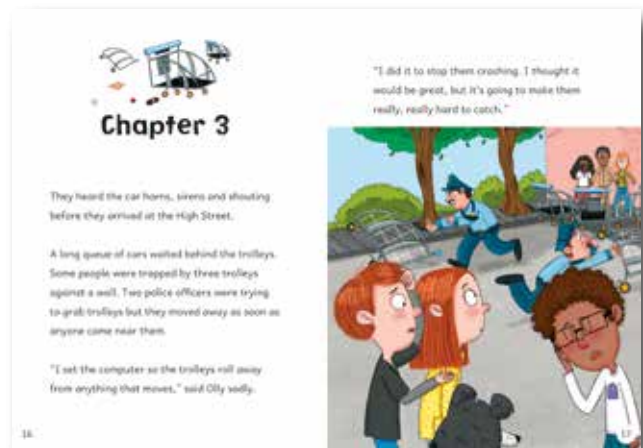 Chapter 3
They heard the car horns, sirens and shouting
before they arrived at the High Street.
A long queue of cars waited behind the trolleys.
Some people were trapped by three trolleys
against a wall. Two police officers were trying
to grab trolleys but they moved away as soon as
anyone came near them.
"I set the computer so the trolleys roll away
from anything that moves," said Olly sadly.
16
"I did it to stop them crashing. I thought it
would be great, but it's going to make them
really, really hard to catch."
17